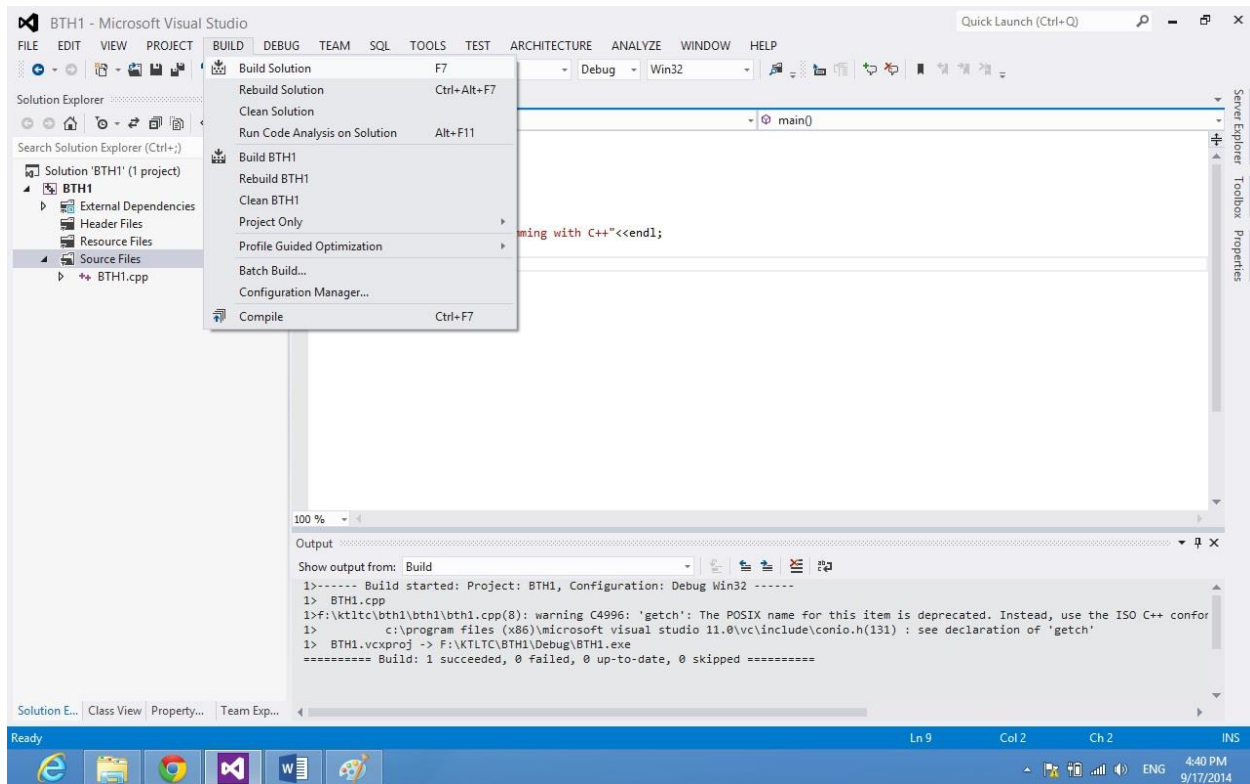 BTH1 - Microsoft Visual Studio
Quick Launch (Ctrl+Q)
FILE EDIT VIEW PROJECT BUILD DEBUG TEAM SQL TOOLS TEST ARCHITECTURE ANALYZE WINDOW HELP
Debug Win32
Build Solution F7
Rebuild Solution Ctrl+Alt+F7
Clean Solution
Run Code Analysis on Solution Alt+F11
Build BTH1
Rebuild BTH1
Clean BTH1
Project Only
Profile Guided Optimization
Batch Build...
Configuration Manager...
Compile Ctrl+F7
Solution Explorer
Search Solution Explorer (Ctrl+;)
Solution 'BTH1' (1 project)
BTH1
External Dependencies
Header Files
Resource Files
Source Files
BTH1.cpp
main()
with C++"<<endl;
Server Explorer
Toolbox
Properties
100 %
Output
Show output from: Build
1>------ Build started: Project: BTH1, Configuration: Debug Win32 ------
1> BTH1.cpp
1>f:\ktltc\bth1\bth1\bth1.cpp(8): warning C4996: 'getch': The POSIX name for this item is deprecated. Instead, use the ISO C++ confor
1> c:\program files (x86)\microsoft visual studio 11.0\vc\include\conio.h(131) : see declaration of 'getch'
1> BTH1.vcxproj -> F:\KTLTC\BTH1\Debug\BTH1.exe
========== Build: 1 succeeded, 0 failed, 0 up-to-date, 0 skipped ==========
Solution E... Class View Property... Team Exp...
Ready Ln 9 Col 2 Ch 2 INS
ENG 4:40 PM
9/17/2014